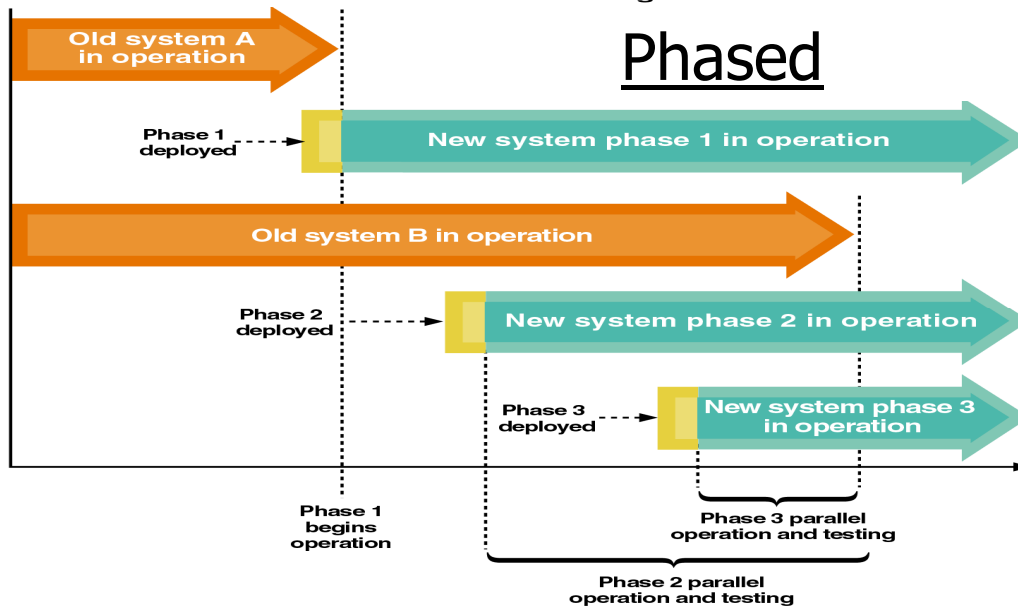 Phased
Old system A
in operation
Phase 1
deployed
New system phase 1 in operation
Old system B in operation
Phase 2
deployed
New system phase 2 in operation
Phase 3
deployed
New system phase 3
in operation
Phase 1
begins
operation
Phase 3 parallel
operation and testing
Phase 2 parallel
operation and testing